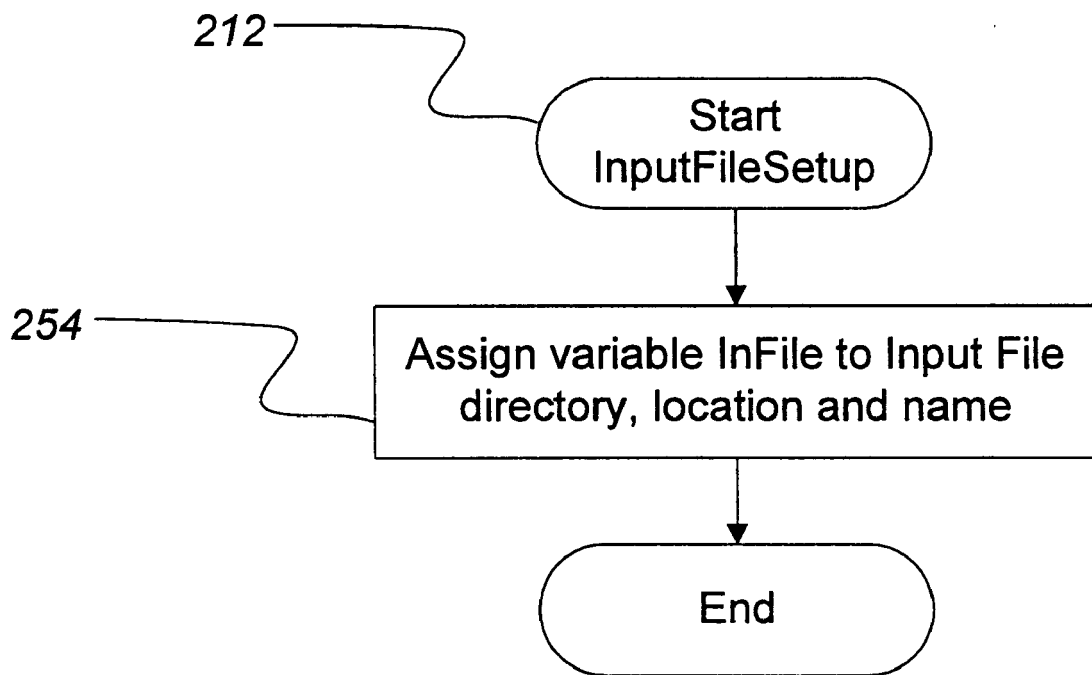 212
Start
InputFileSetup
254
Assign variable InFile to Input File
directory, location and name
End